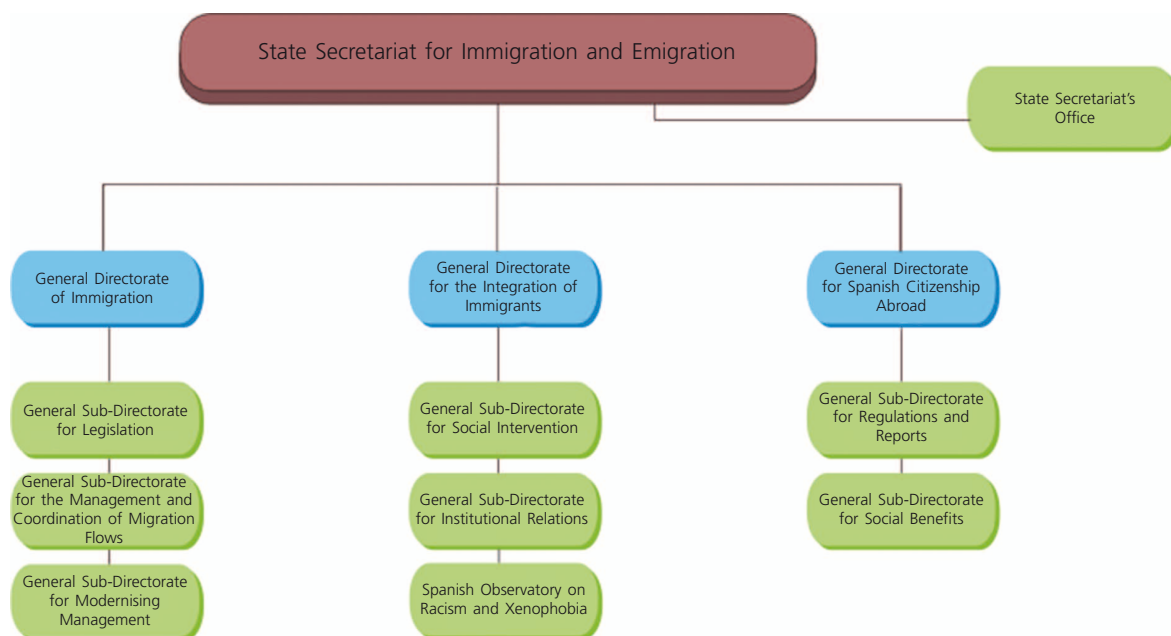 State Secretariat for Immigration and Emigration
State Secretariat's
Office
General Directorate
of Immigration
General Directorate
for the Integration of
Immigrants
General Directorate
for Spanish Citizenship
Abroad
General Sub-Directorate
for Legislation
General Sub-Directorate
for the Management and
Coordination of Migration
Flows
General Sub-Directorate
for Modernising
Management
General Sub-Directorate
for Social Intervention
General Sub-Directorate
for Institutional Relations
Spanish Observatory on
Racism and Xenophobia
General Sub-Directorate
for Regulations and
Reports
General Sub-Directorate
for Social Benefits